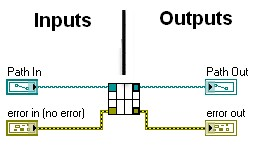 Inputs Outputs
Path In Path Out
error in (no error) error out